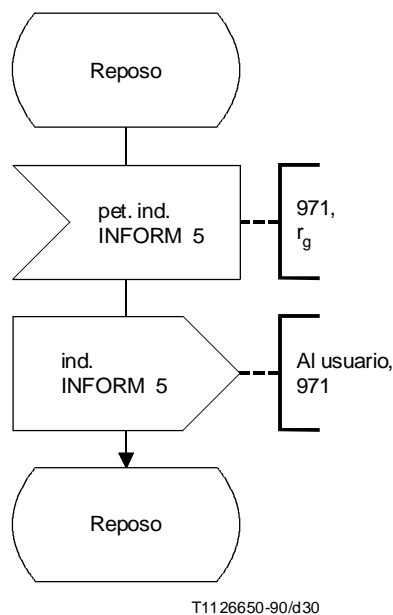 Reposo
pet. ind.
INFORM 5
971,
rg
ind.
INFORM 5
Al usuario,
971
Reposo
T1126650-90/d30